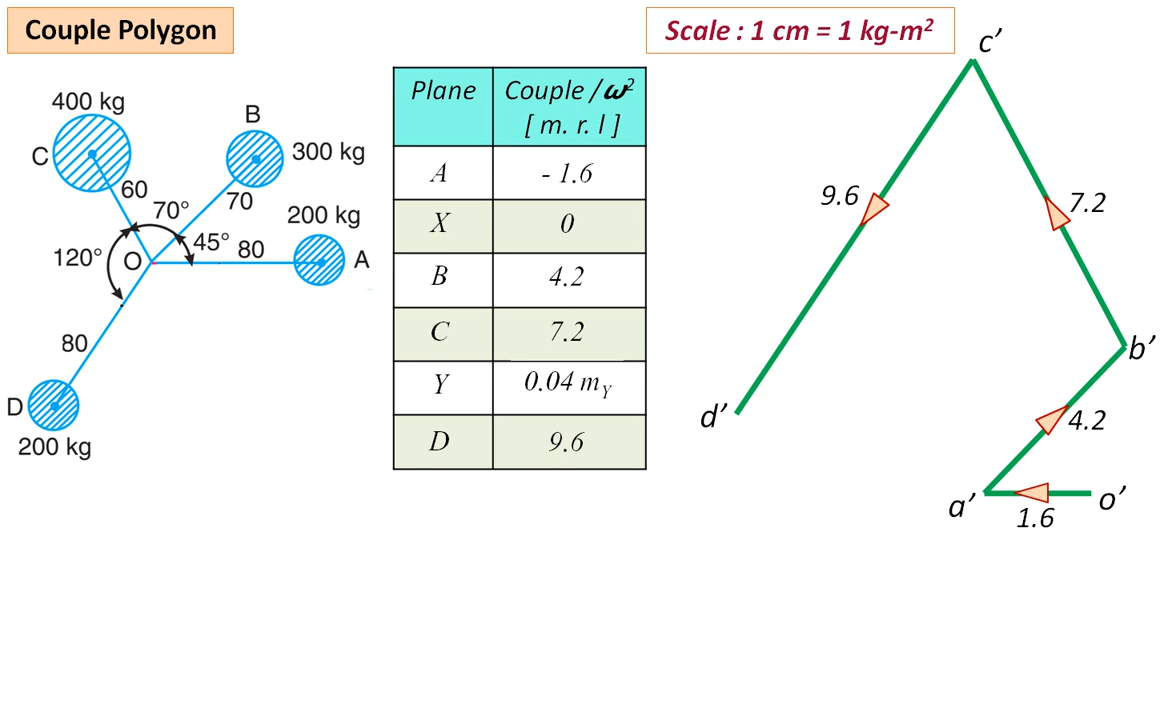 Couple Polygon
Scale : 1 cm = 1 kg-m²
400 kg
C
B
300 kg
60
70
70°
200 kg
45°
80
120°
O
A
80
D
200 kg
Plane	Couple / ω² [ m. r. l ]
A	- 1.6
X	0
B	4.2
C	7.2
Y	0.04 m_Y
D	9.6
c’
9.6
7.2
b’
d’
4.2
a’
o’
1.6